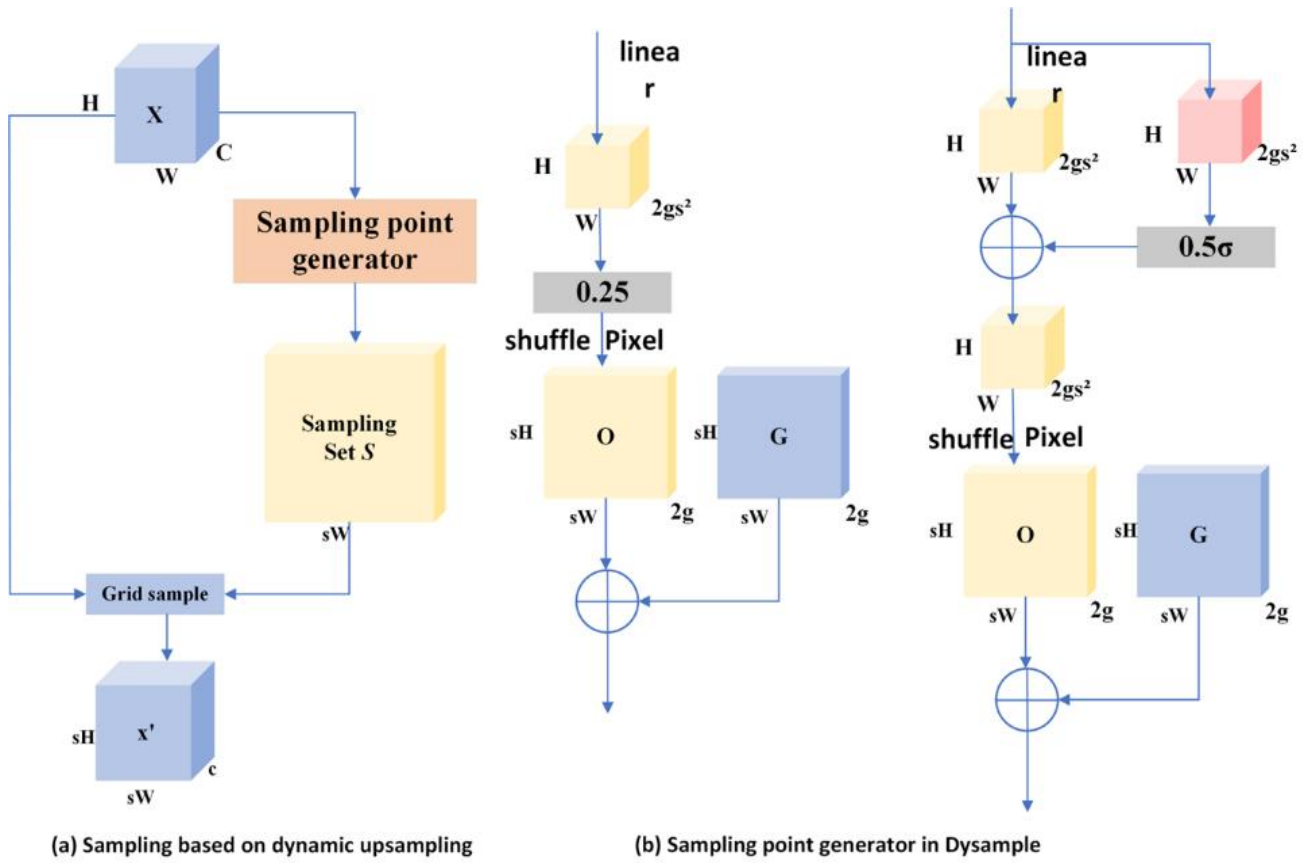 X
H
W
C
Sampling point
generator
Sampling
Set S
sW
Grid sample
x'
sH
sW
c
(a) Sampling based on dynamic upsampling
linea
r
H
W
2gs²
0.25
shuffle Pixel
sH
O
sW
2g
sH
G
sW
2g
linea
r
H
W
2gs²
H
W
2gs²
0.5σ
H
W
2gs²
shuffle Pixel
sH
O
sW
2g
sH
G
sW
2g
(b) Sampling point generator in Dysample